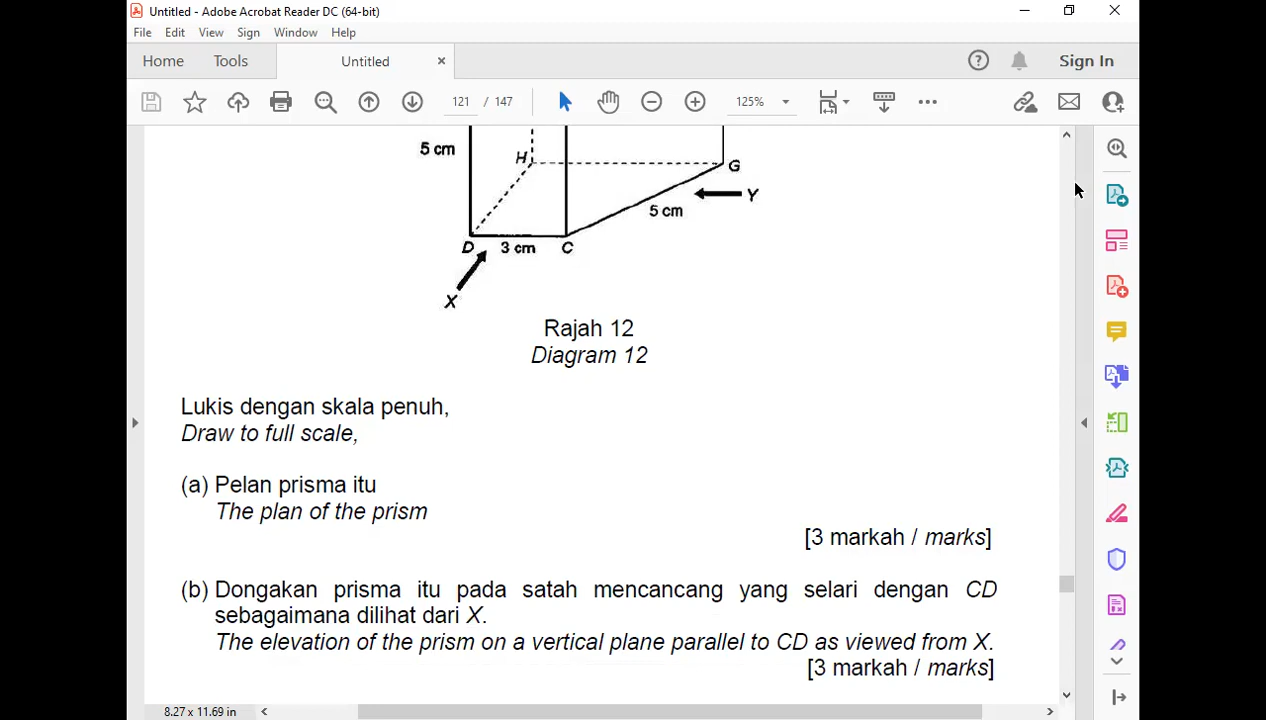 Untitled - Adobe Acrobat Reader DC (64-bit)
File Edit View Sign Window Help
Home Tools Untitled × ? Sign In
121 / 147 125%
5 cm
H
G
Y
5 cm
D 3 cm C
X
Rajah 12
Diagram 12
Lukis dengan skala penuh,
Draw to full scale,
(a) Pelan prisma itu
The plan of the prism
[3 markah / marks]
(b) Dongakan prisma itu pada satah mencancang yang selari dengan CD
sebagaimana dilihat dari X.
The elevation of the prism on a vertical plane parallel to CD as viewed from X.
[3 markah / marks]
8.27 x 11.69 in